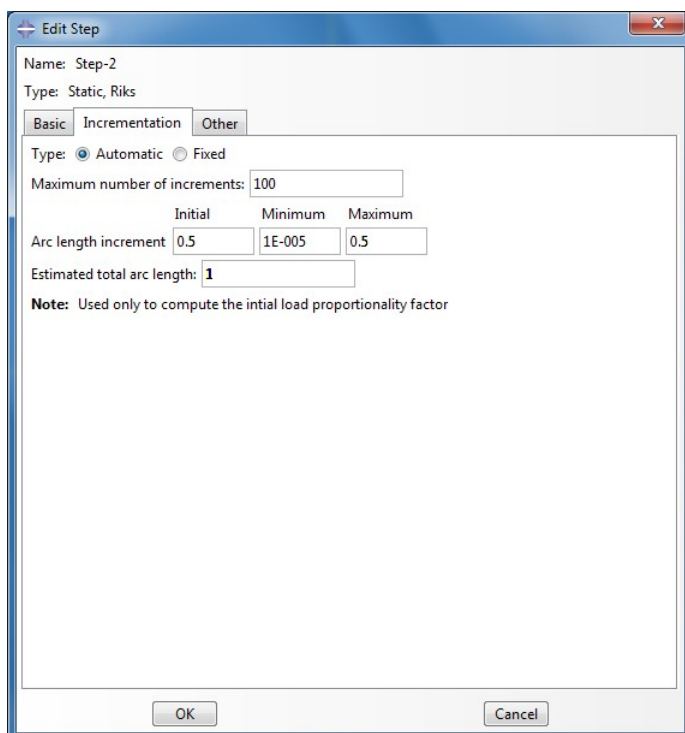 Edit Step
X
Name: Step-2
Type: Static, Riks
Basic Incrementation Other
Type: Automatic Fixed
Maximum number of increments: 100
Initial Minimum Maximum
Arc length increment 0.5 1E-005 0.5
Estimated total arc length: 1
Note: Used only to compute the intial load proportionality factor
OK Cancel